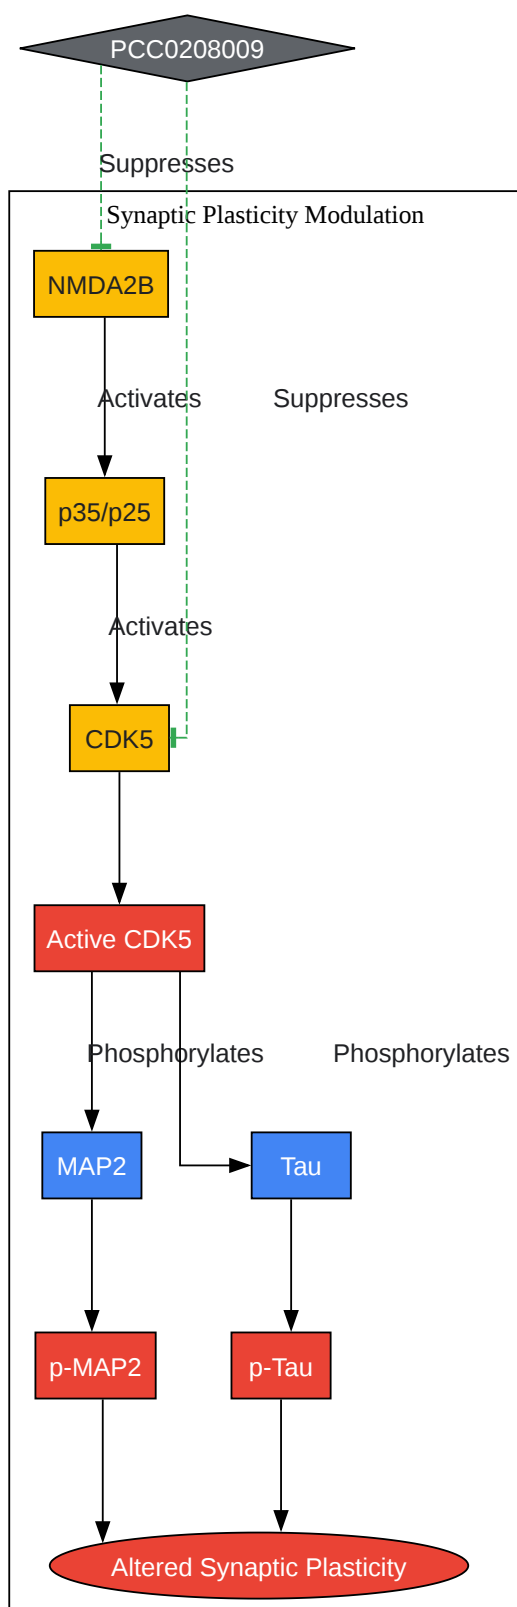 PCC0208009
Suppresses
Synaptic Plasticity Modulation
NMDA2B
Activates
Suppresses
p35/p25
Activates
CDK5
Active CDK5
Phosphorylates
Phosphorylates
MAP2
Tau
p-MAP2
p-Tau
Altered Synaptic Plasticity